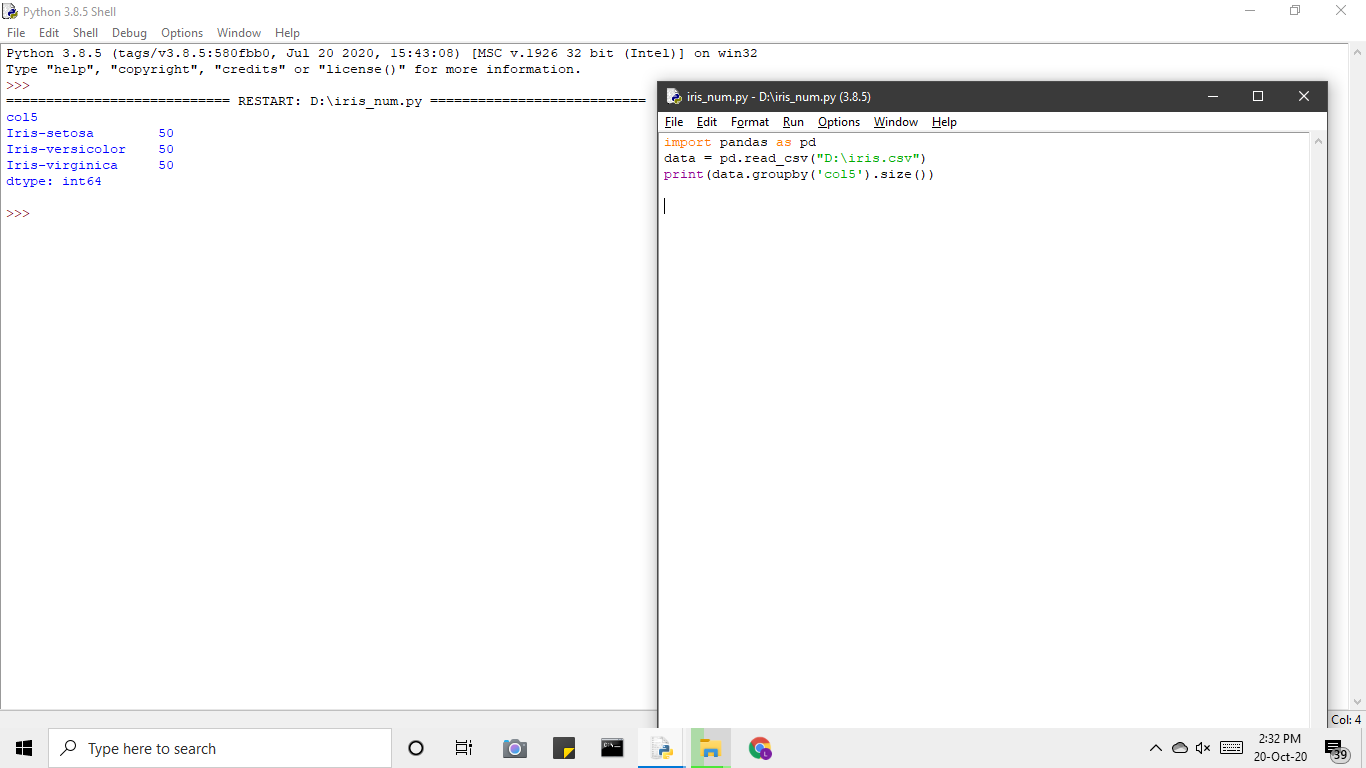 Python 3.8.5 Shell
File Edit Shell Debug Options Window Help
Python 3.8.5 (tags/v3.8.5:580fbb0, Jul 20 2020, 15:43:08) [MSC v.1926 32 bit (Intel)] on win32
Type "help", "copyright", "credits" or "license()" for more information.
>>>
============================ RESTART: D:\iris_num.py ===========================
col5
Iris-setosa        50
Iris-versicolor    50
Iris-virginica     50
dtype: int64
>>>
iris_num.py - D:\iris_num.py (3.8.5)
File Edit Format Run Options Window Help
import pandas as pd
data = pd.read_csv("D:\iris.csv")
print(data.groupby('col5').size())
Col: 4
Type here to search
2:32 PM
20-Oct-20
39